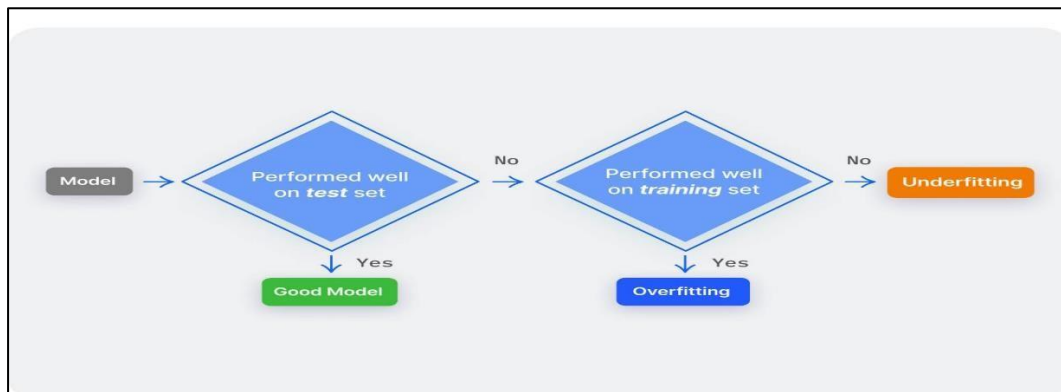 Model
Performed well
on test set
No
Performed well
on training set
No
Underfitting
Yes
Good Model
Yes
Overfitting